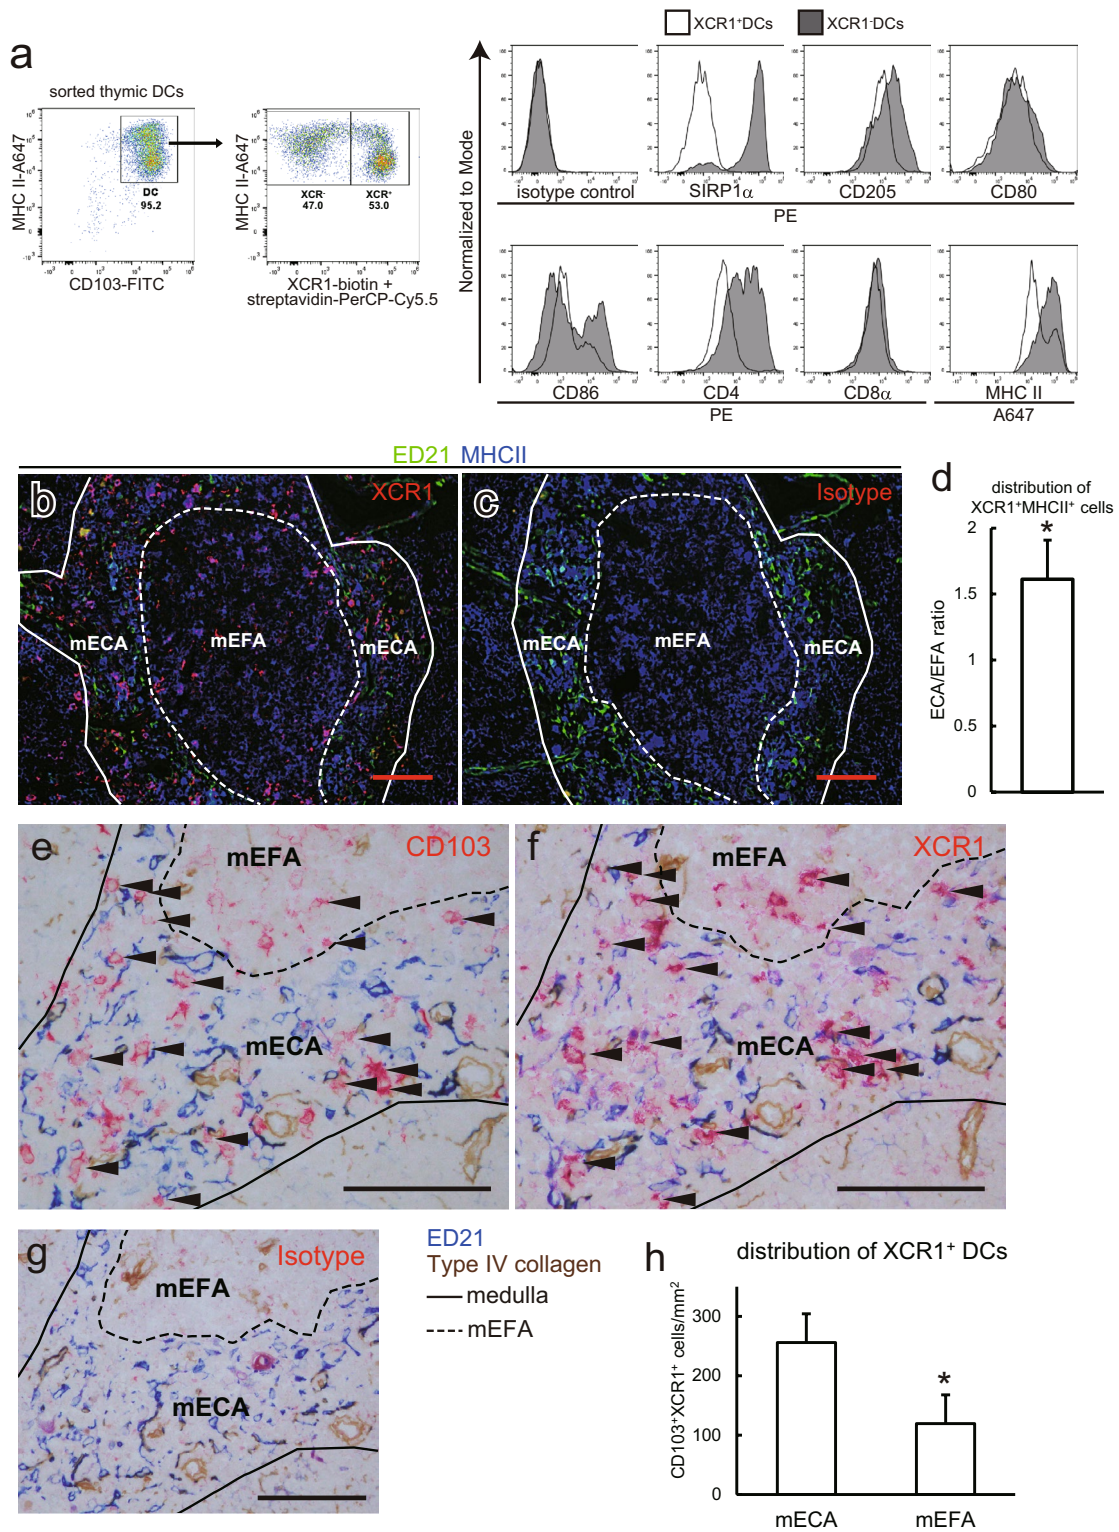 a
XCR1+DCs XCR1-DCs
sorted thymic DCs
MHC II-A647
DC
95.2
CD103-FITC
MHC II-A647
XCR-
47.0
XCR+
53.0
XCR1-biotin +
streptavidin-PerCP-Cy5.5
Normalized to Mode
isotype control SIRP1α CD205 CD80
PE
CD86 CD4 CD8α MHC II
PE A647
ED21 MHCII
b XCR1
mECA mEFA mECA
c Isotype
mECA mEFA mECA
d
distribution of
XCR1+MHCII+ cells
ECA/EFA ratio
2
1.5
1
0.5
0
*
e CD103
mEFA
mECA
f XCR1
mEFA
mECA
g Isotype
mEFA
mECA
ED21
Type IV collagen
medulla
mEFA
h distribution of XCR1+ DCs
CD103+XCR1+ cells/mm2
300
200
100
0
*
mECA mEFA